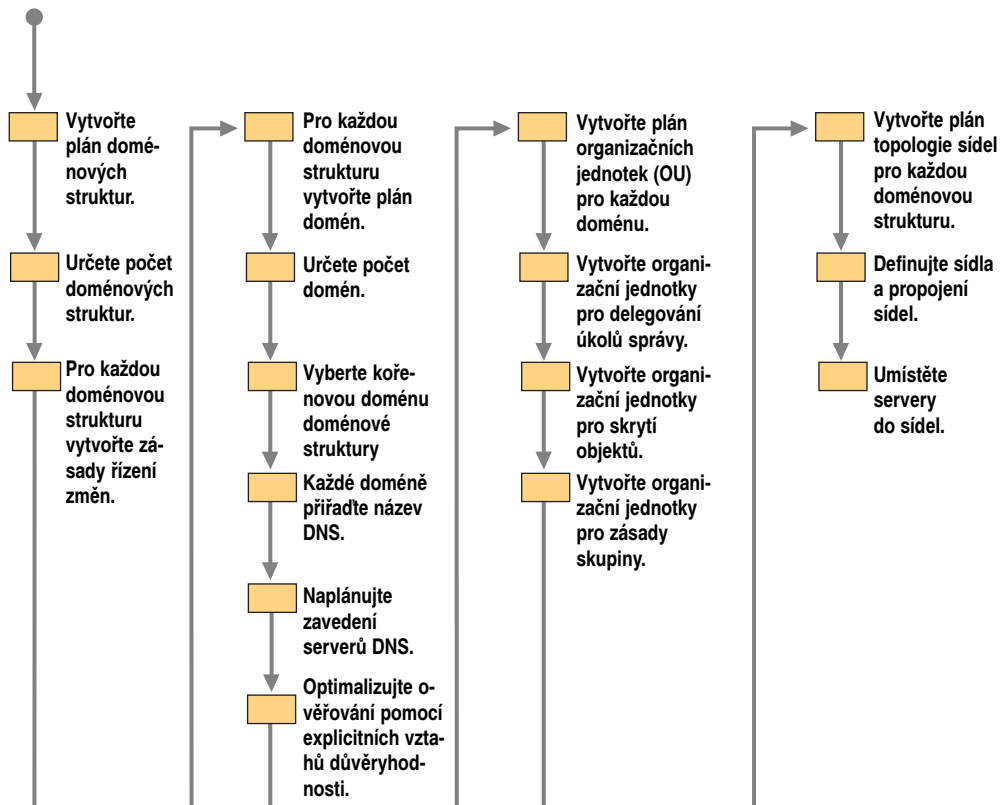 Vytvořte
plán domé-
nových
struktur.
Určete počet
doménových
struktur.
Pro každou
doménovou
strukturu
vytvořte zá-
sady řízení
změn.
Pro každou
doménovou
strukturu
vytvořte plán
domén.
Určete počet
domén.
Vyberte koře-
novou doménu
doménové
struktury
Každé doméně
přiřaďte název
DNS.
Naplánujte
zavedení
serverů DNS.
Optimalizujte o-
věřování pomocí
explicitních vzta-
hů důvěryhod-
nosti.
Vytvořte plán
organizačních
jednotek (OU)
pro každou
doménu.
Vytvořte organi-
zační jednotky
pro delegování
úkolů správy.
Vytvořte organi-
zační jednotky
pro skrytí
objektů.
Vytvořte organi-
zační jednotky
pro zásady
skupiny.
Vytvořte plán
topologie sídel
pro každou
doménovou
strukturu.
Definujte sídla
a propojení
sídel.
Umístěte
servery
do sídel.